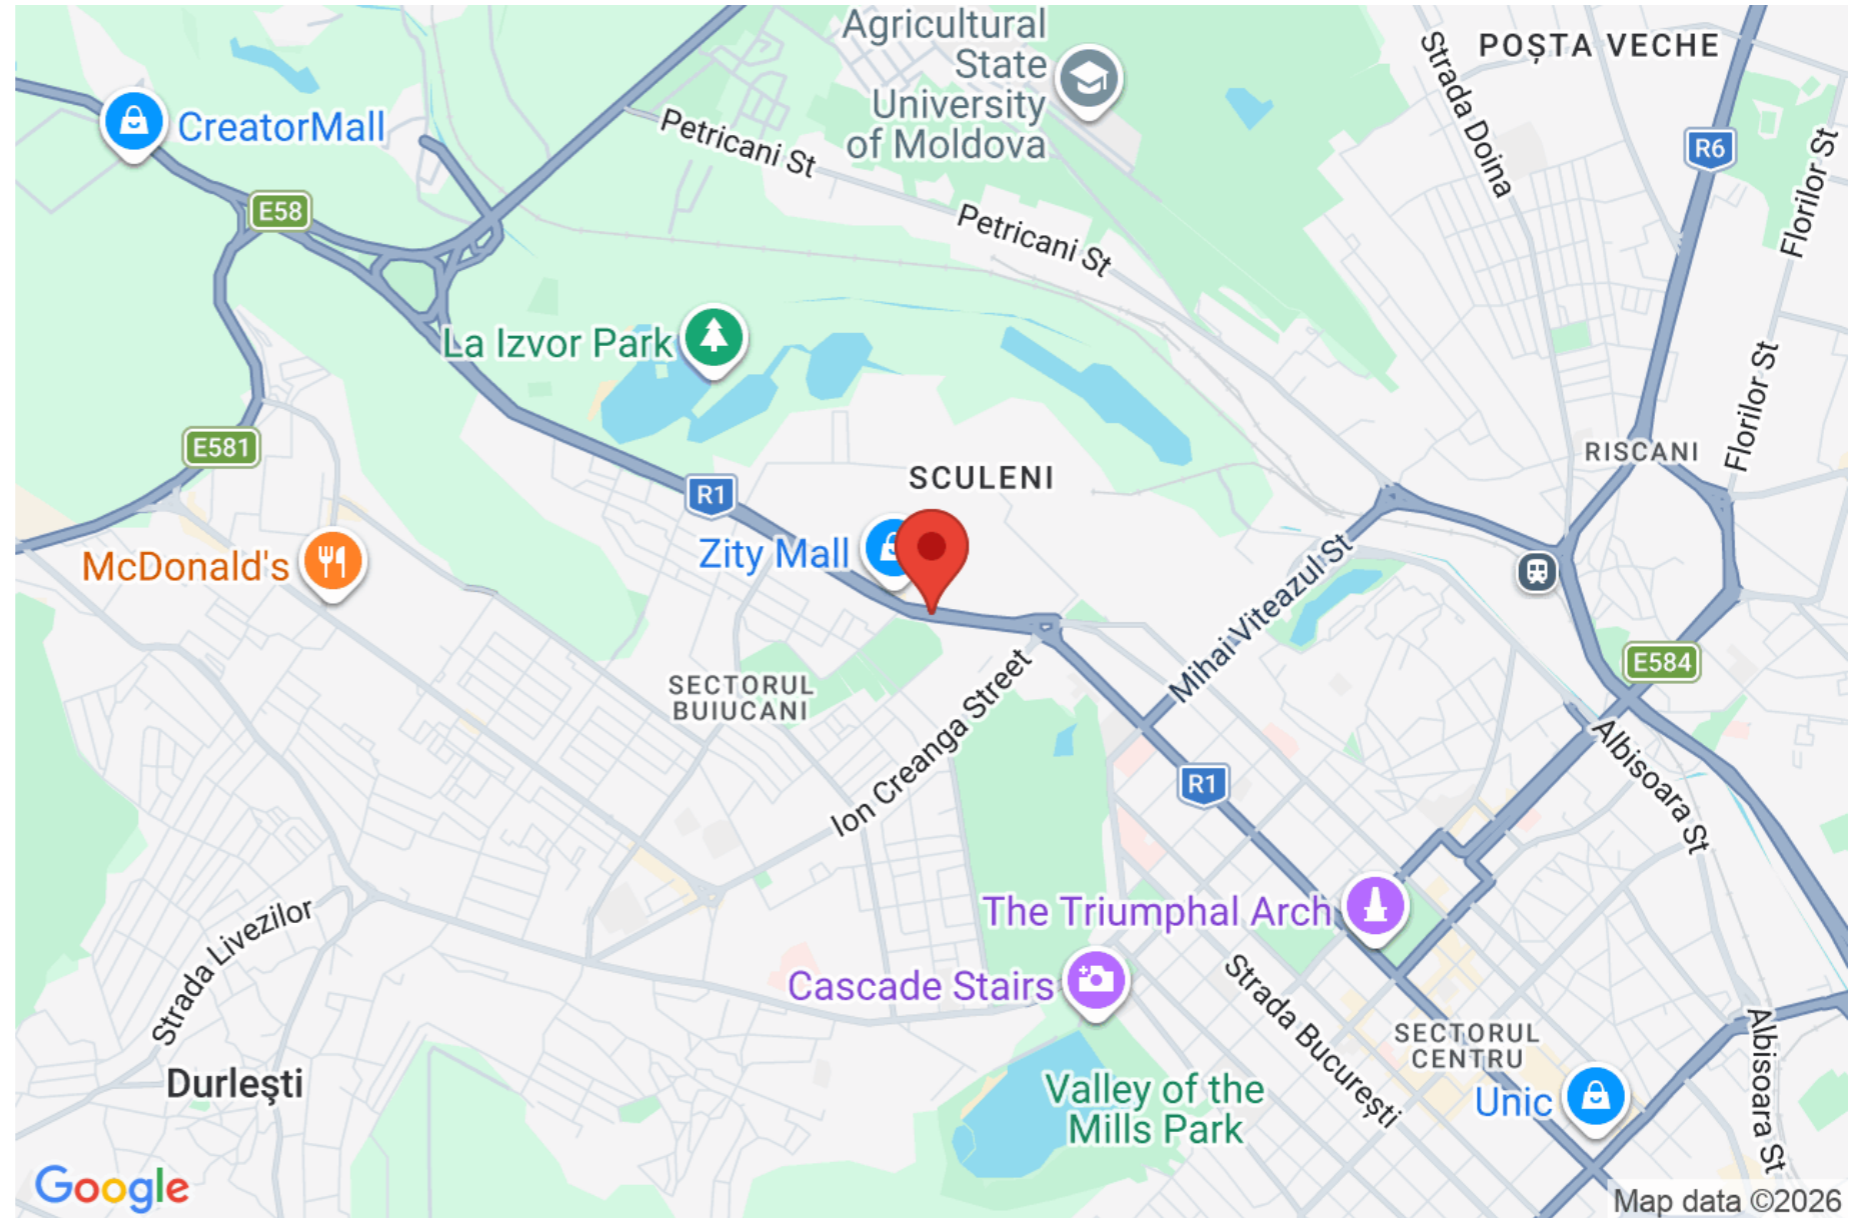 Agricultural
State
University
of Moldova
POȘTA VECHE
Strada Doina
CreatorMall
Petricani St
R6
Florilor St
E58
Petricani St
La Izvor Park
Florilor St
E581
R1
SCULENI
RISCANI
McDonald's
Zity Mall
Mihai Viteazul St
E584
SECTORUL
BUIUCANI
Ion Creanga Street
R1
Albisoara St
Strada Livezilor
The Triumphal Arch
Cascade Stairs
Strada București
SECTORUL
CENTRU
Albisoara St
Durleşti
Valley of the
Mills Park
Unic
Google
Map data ©2026